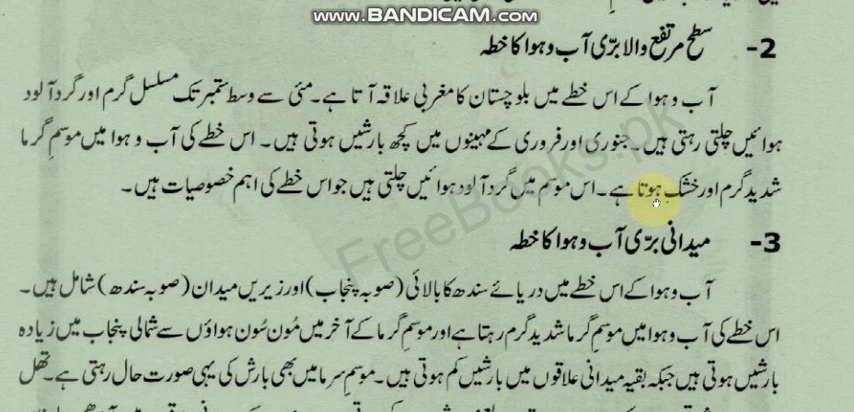 www.BANDICAM.com
2- سطح مرتفع والا برّی آب و ہوا کا خطہ
آب و ہوا کے اس خطے میں بلوچستان کا مغربی علاقہ آتا ہے۔ مئی سے وسط ستمبر تک مسلسل گرم اور گرد آلود
ہوائیں چلتی رہتی ہیں۔ جنوری اور فروری کے مہینوں میں کچھ بارشیں ہوتی ہیں۔ اس خطے کی آب و ہوا میں موسمِ گرما
شدید گرم اور خشک ہوتا ہے۔ اس موسم میں گرد آلود ہوائیں چلتی ہیں جو اس خطے کی اہم خصوصیات ہیں۔
FreeBooks.pk
3- میدانی برّی آب و ہوا کا خطہ
آب و ہوا کے اس خطے میں دریائے سندھ کا بالائی (صوبہ پنجاب) اور زیریں میدان (صوبہ سندھ) شامل ہیں۔
اس خطے کی آب و ہوا میں موسمِ گرما شدید گرم رہتا ہے اور موسمِ گرما کے آخر میں مُون سُون ہواؤں سے شمالی پنجاب میں زیادہ
بارشیں ہوتی ہیں جبکہ بقیہ میدانی علاقوں میں بارشیں کم ہوتی ہیں۔ موسمِ سرما میں بھی بارش کی یہی صورت حال رہتی ہے۔ تھل